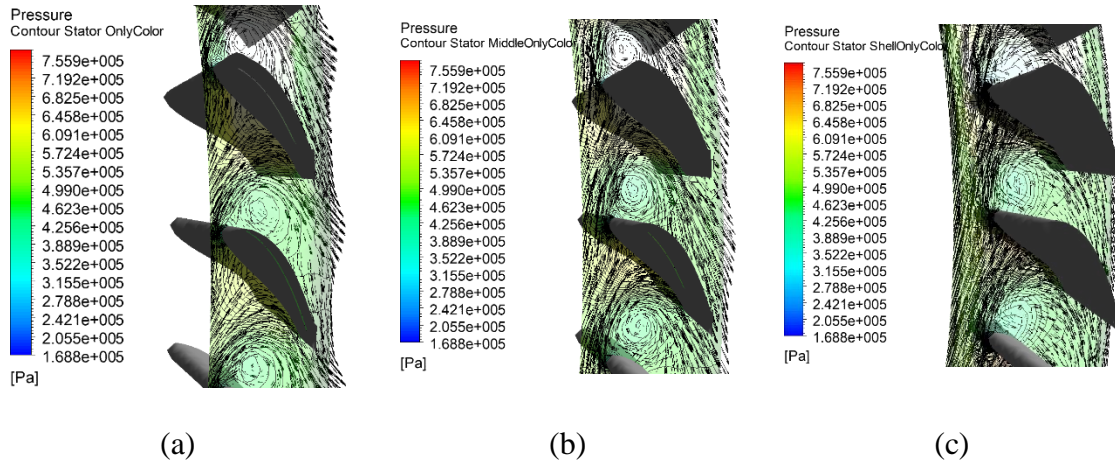 Pressure
Contour Stator OnlyColor
7.559e+005
7.192e+005
6.825e+005
6.458e+005
6.091e+005
5.724e+005
5.357e+005
4.990e+005
4.623e+005
4.256e+005
3.889e+005
3.522e+005
3.155e+005
2.788e+005
2.421e+005
2.055e+005
1.688e+005
[Pa]
Pressure
Contour Stator MiddleOnlyColor
7.559e+005
7.192e+005
6.825e+005
6.458e+005
6.091e+005
5.724e+005
5.357e+005
4.990e+005
4.623e+005
4.256e+005
3.889e+005
3.522e+005
3.155e+005
2.788e+005
2.421e+005
2.055e+005
1.688e+005
[Pa]
Pressure
Contour Stator ShellOnlyColor
7.559e+005
7.192e+005
6.825e+005
6.458e+005
6.091e+005
5.724e+005
5.357e+005
4.990e+005
4.623e+005
4.256e+005
3.889e+005
3.522e+005
3.155e+005
2.788e+005
2.421e+005
2.055e+005
1.688e+005
[Pa]
(a)
(b)
(c)